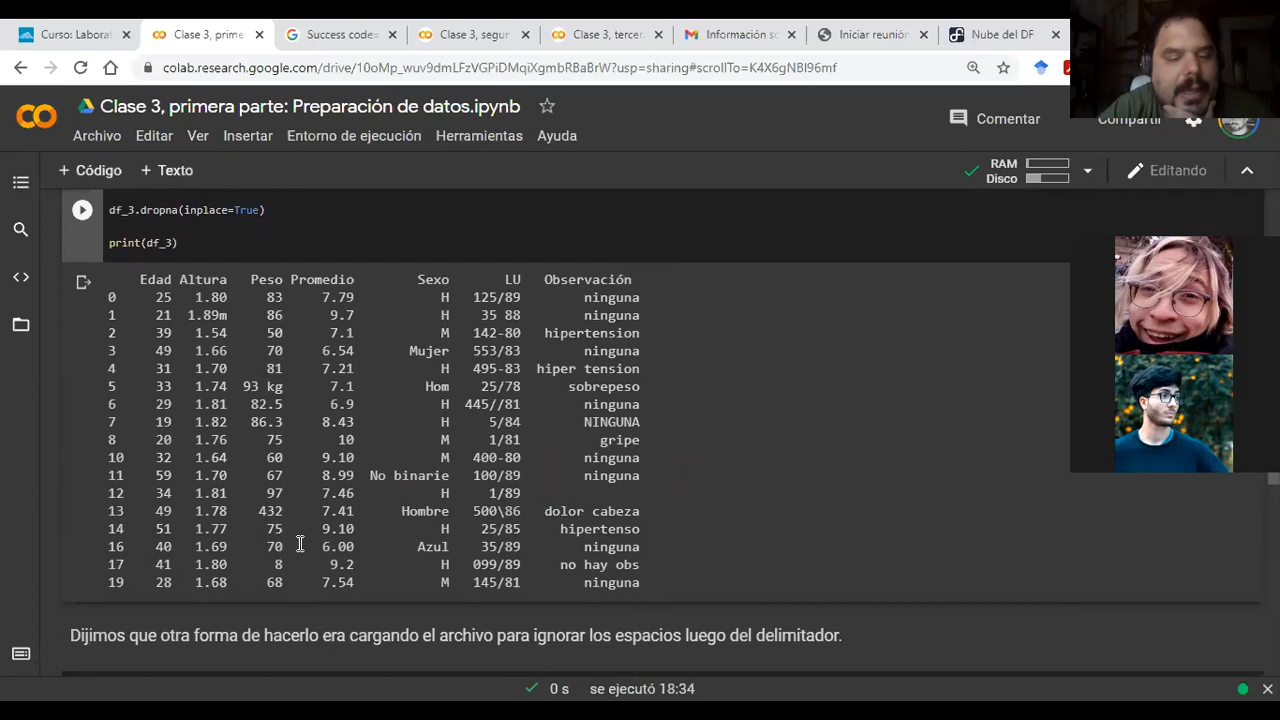 Curso: Labora
Clase 3, prime
Success code=
Clase 3, segur
Clase 3, tercera
Información so
Iniciar reunión
Nube del DF
colab.research.google.com/drive/10oMp_wuv9dmLFzVGPiDMqiXgmbRBaBrW?usp=sharing#scrollTo=K4X6gNBI96mf
Clase 3, primera parte: Preparación de datos.ipynb
Archivo Editar Ver Insertar Entorno de ejecución Herramientas Ayuda
Comentar
Compartir
+ Código + Texto
RAM
Disco
Editando
df_3.dropna(inplace=True)
print(df_3)
Edad Altura Peso Promedio Sexo LU Observación
0 25 1.80 83 7.79 H 125/89 ninguna
1 21 1.89m 86 9.7 H 35 88 ninguna
2 39 1.54 50 7.1 M 142-80 hipertension
3 49 1.66 70 6.54 Mujer 553/83 ninguna
4 31 1.70 81 7.21 H 495-83 hiper tension
5 33 1.74 93 kg 7.1 Hom 25/78 sobrepeso
6 29 1.81 82.5 6.9 H 445//81 ninguna
7 19 1.82 86.3 8.43 H 5/84 NINGUNA
8 20 1.76 75 10 M 1/81 gripe
10 32 1.64 60 9.10 M 400-80 ninguna
11 59 1.70 67 8.99 No binarie 100/89 ninguna
12 34 1.81 97 7.46 H 1/89
13 49 1.78 432 7.41 Hombre 500\86 dolor cabeza
14 51 1.77 75 9.10 H 25/85 hipertenso
16 40 1.69 70 6.00 Azul 35/89 ninguna
17 41 1.80 8 9.2 H 099/89 no hay obs
19 28 1.68 68 7.54 M 145/81 ninguna
Dijimos que otra forma de hacerlo era cargando el archivo para ignorar los espacios luego del delimitador.
0 s se ejecutó 18:34